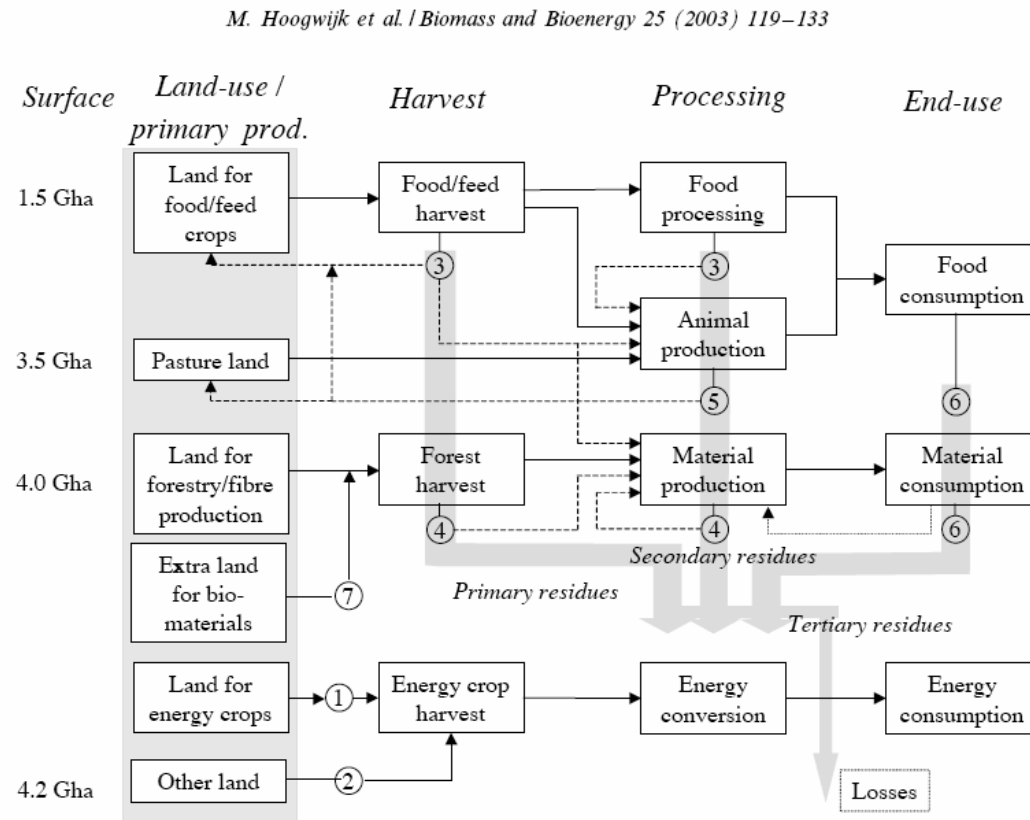 M. Hoogwijk et al. / Biomass and Bioenergy 25 (2003) 119–133
Surface
Land-use /
primary prod.
Harvest
Processing
End-use
1.5 Gha
Land for
food/feed
crops
Food/feed
harvest
Food
processing
3
3
Food
consumption
Animal
production
3.5 Gha
Pasture land
5
6
4.0 Gha
Land for
forestry/fibre
production
Forest
harvest
Material
production
Material
consumption
4
4
6
Secondary residues
Extra land
for bio-
materials
7
Primary residues
Tertiary residues
Land for
energy crops
1
Energy crop
harvest
Energy
conversion
Energy
consumption
4.2 Gha
Other land
2
Losses